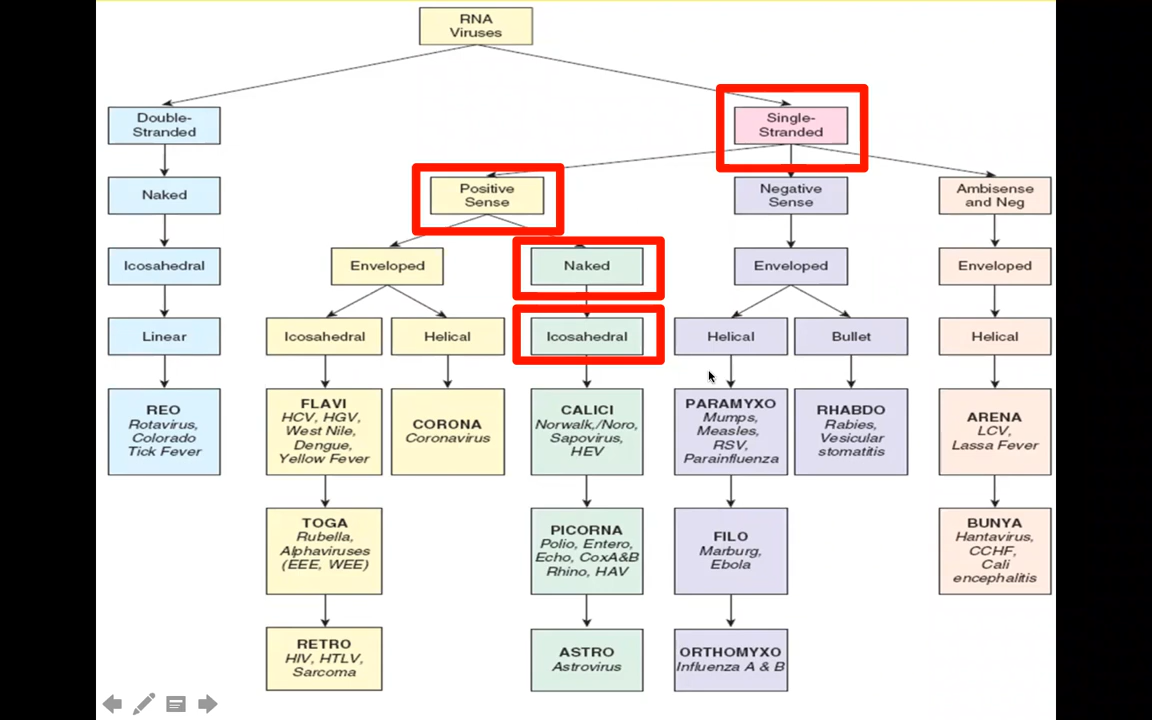 RNA
Viruses
Double-
Stranded
Single-
Stranded
Naked
Positive
Sense
Negative
Sense
Ambisense
and Neg
Icosahedral
Enveloped
Naked
Enveloped
Enveloped
Linear
Icosahedral
Helical
Icosahedral
Helical
Bullet
Helical
REO
Rotavirus,
Colorado
Tick Fever
FLAVI
HCV, HGV,
West Nile,
Dengue,
Yellow Fever
CORONA
Coronavirus
CALICI
Norwalk,/Noro,
Sapovirus,
HEV
PARAMYXO
Mumps,
Measles,
RSV,
Parainfluenza
RHABDO
Rabies,
Vesicular
stomatitis
ARENA
LCV,
Lassa Fever
TOGA
Rubella,
Alphaviruses
(EEE, WEE)
PICORNA
Polio, Entero,
Echo, CoxA&B
Rhino, HAV
FILO
Marburg,
Ebola
BUNYA
Hantavirus,
CCHF,
Cali
encephalitis
RETRO
HIV, HTLV,
Sarcoma
ASTRO
Astrovirus
ORTHOMYXO
Influenza A & B